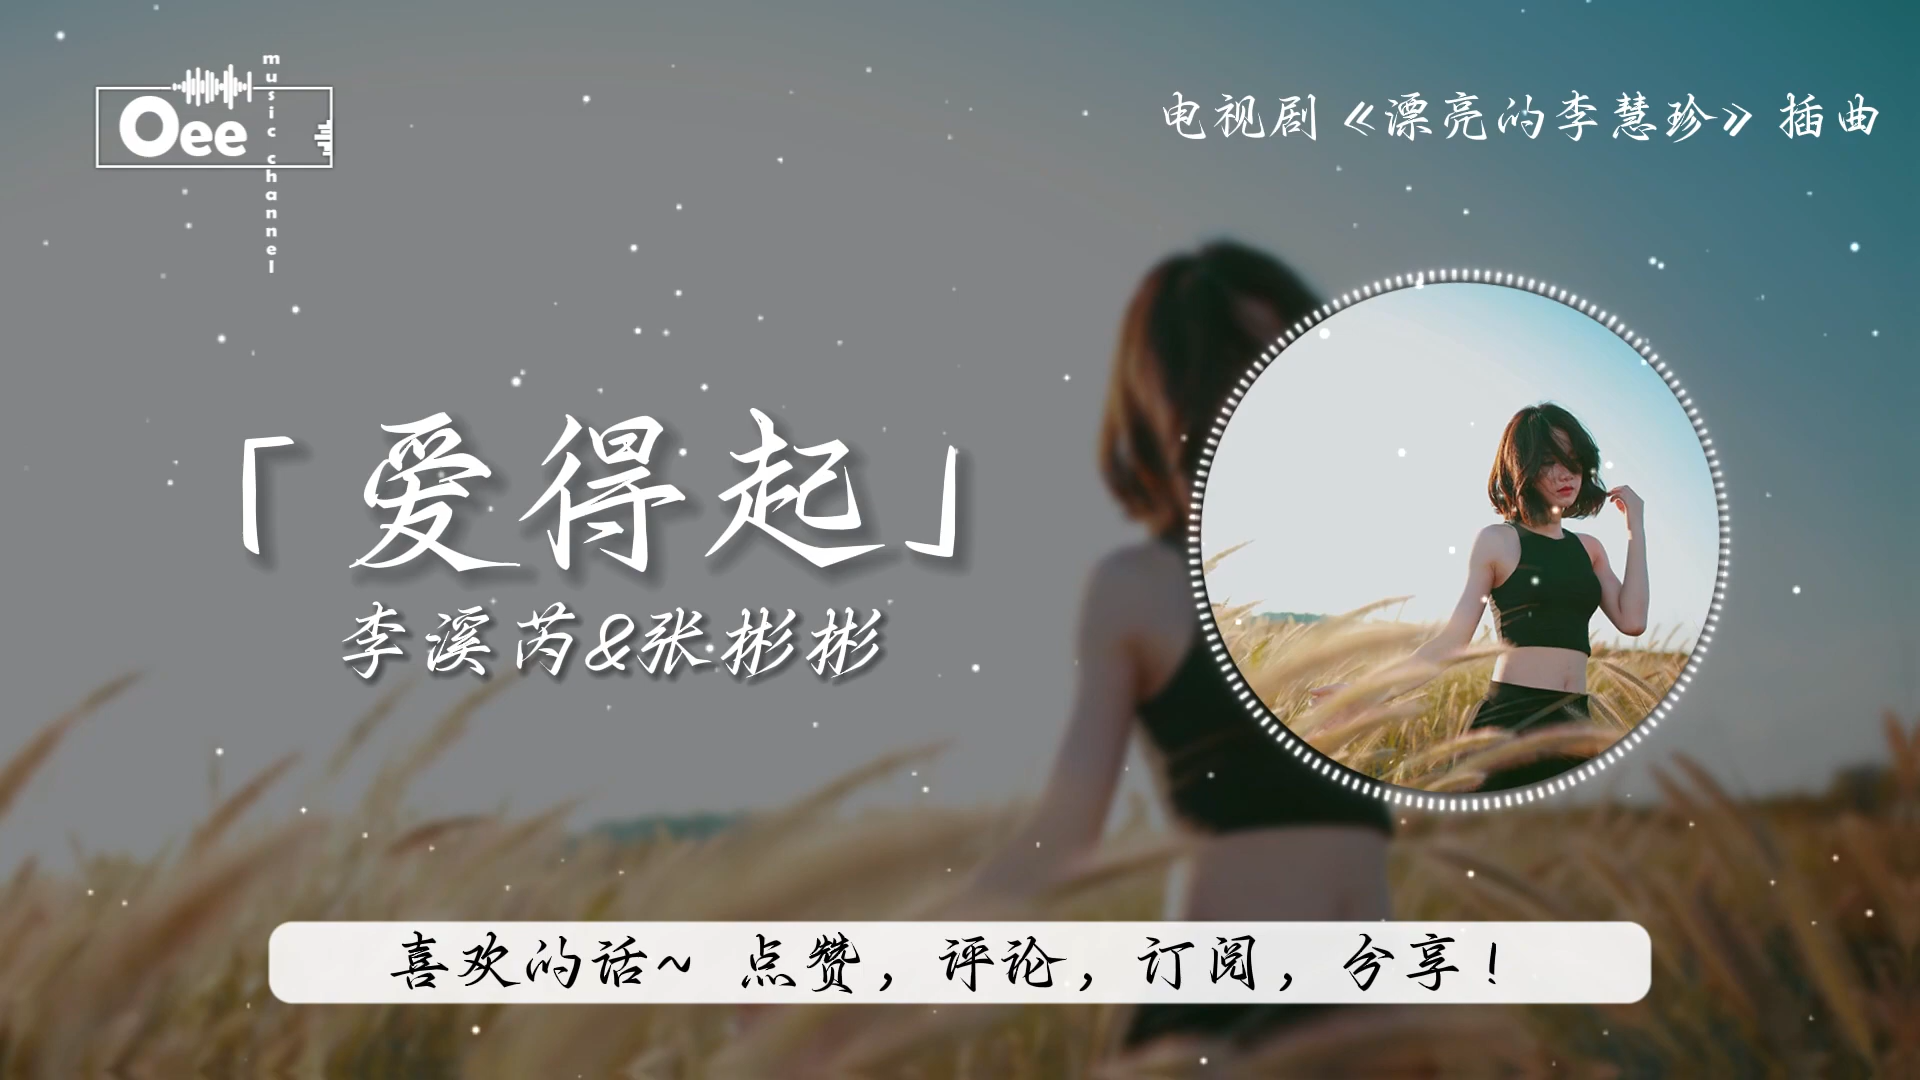 Oee
music channel
电视剧《漂亮的李慧珍》插曲
「爱得起」
李溪芮&张彬彬
喜欢的话~ 点赞，评论，订阅，分享！